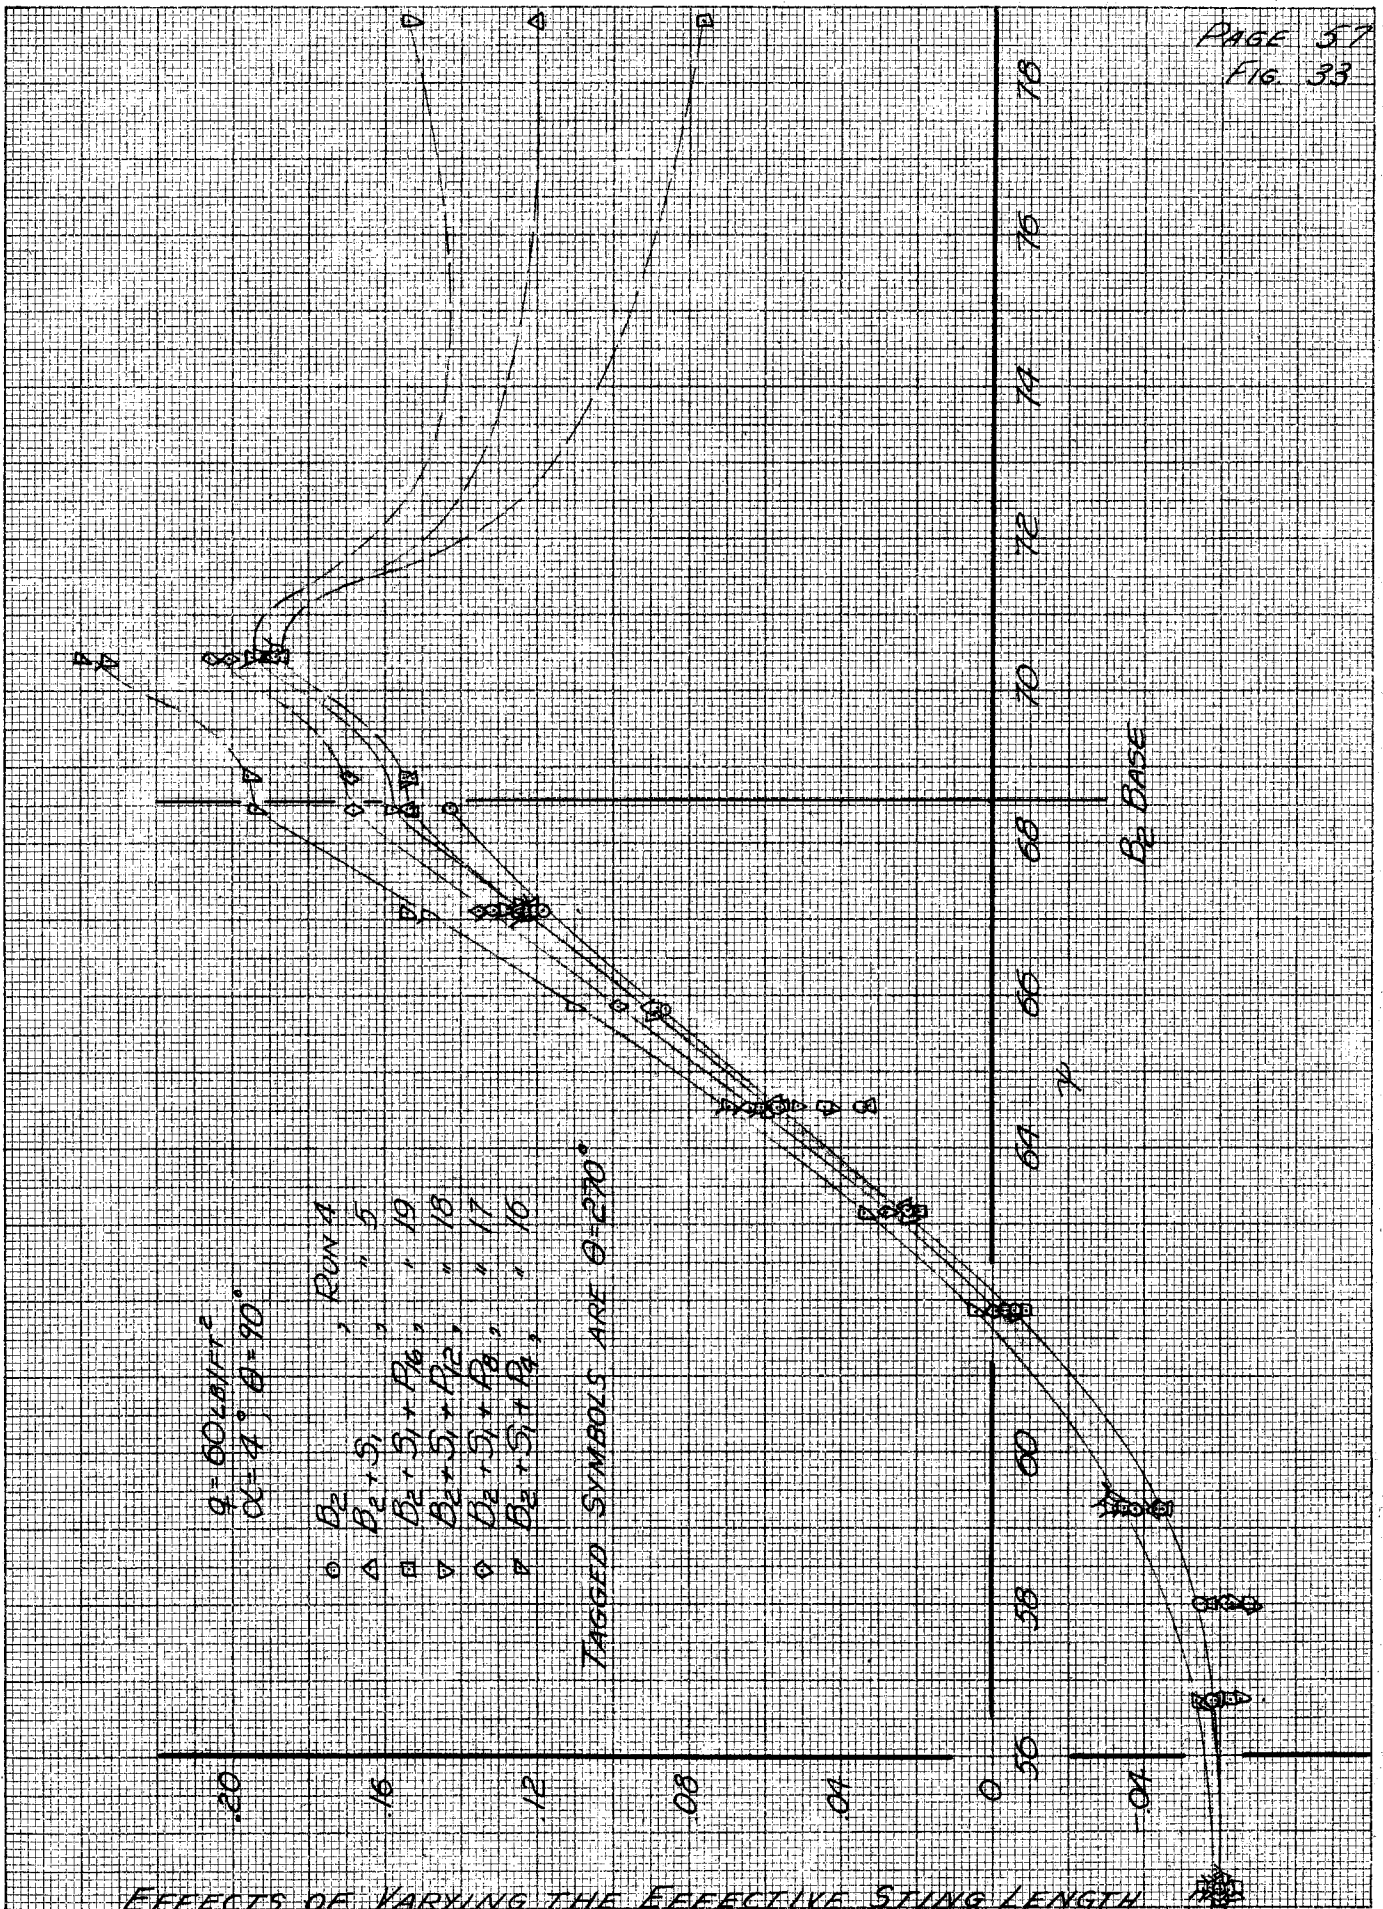 PAGE 57
FIG. 33
q=60LB/FT²
α=4°, θ=90°
B₂ , RUN 4
B₂+S₁ , " 5
B₂+S₁+P₁₆, " 19
B₂+S₁+P₁₂, " 18
B₂+S₁+P₈, " 17
B₂+S₁+P₄, " 16
TAGGED SYMBOLS ARE θ=270°
.20
.16
.12
.08
.04
0
-.04
56
58
60
64
66
68
70
72
74
76
78
B₂ BASE
EFFECTS OF VARYING THE EFFECTIVE STING LENGTH